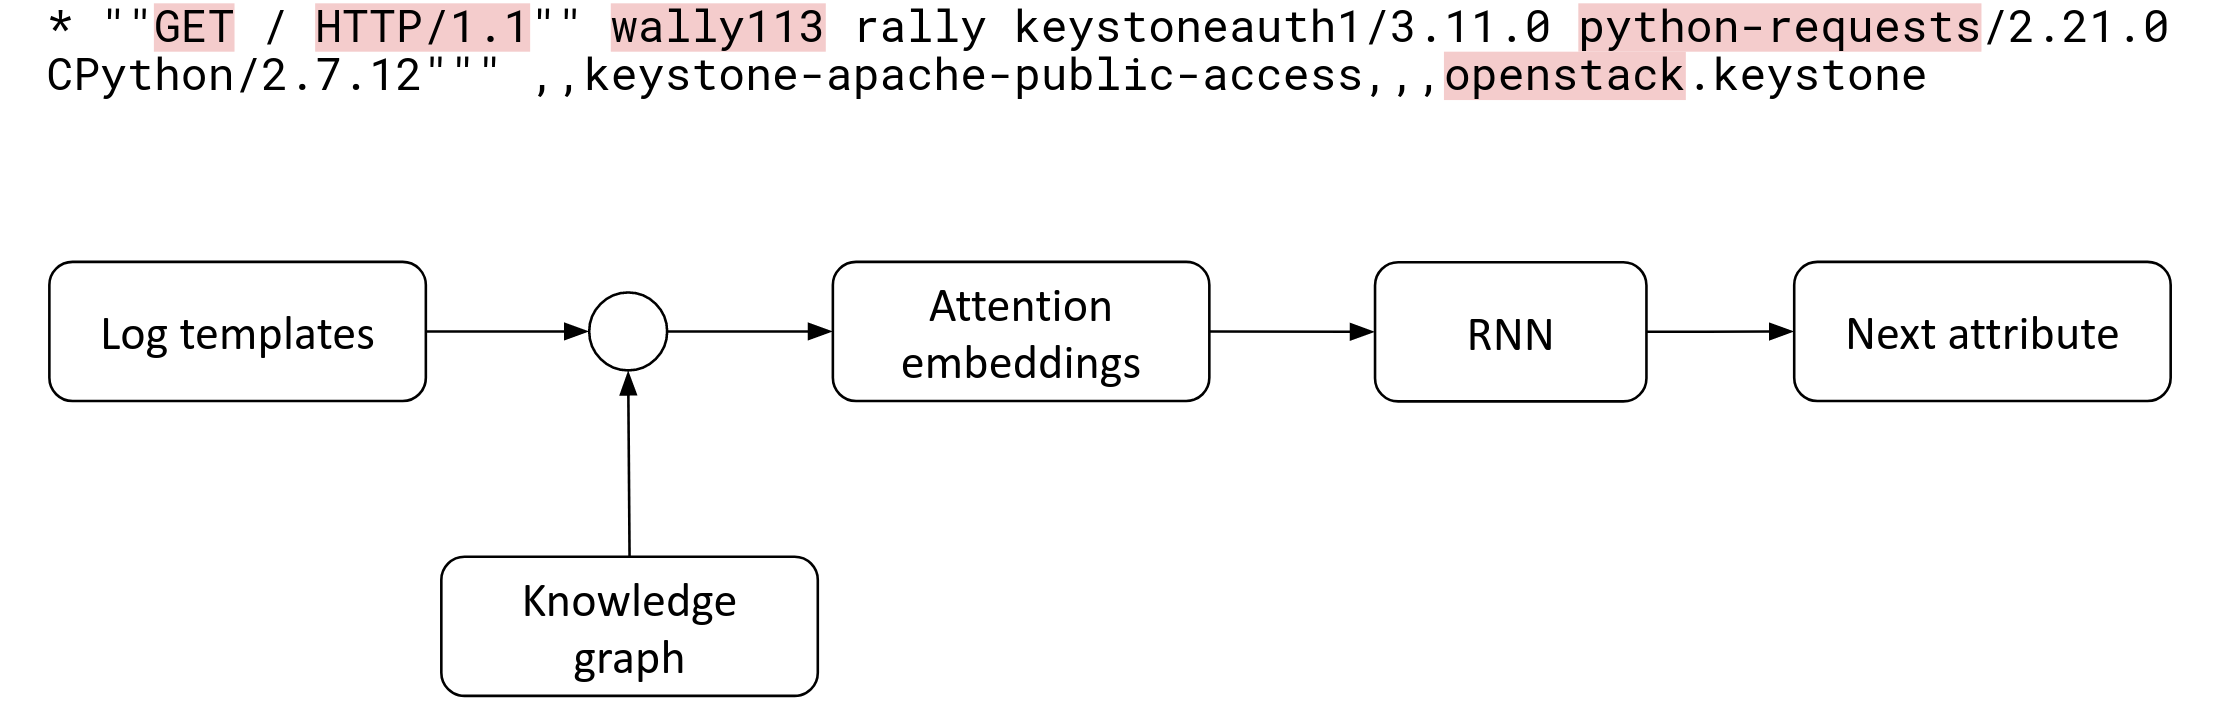 * ""GET / HTTP/1.1"" wally113 rally keystoneauth1/3.11.0 python-requests/2.21.0
CPython/2.7.12""" ,,keystone-apache-public-access,,,openstack.keystone
Log templates
Attention
embeddings
RNN
Next attribute
Knowledge
graph